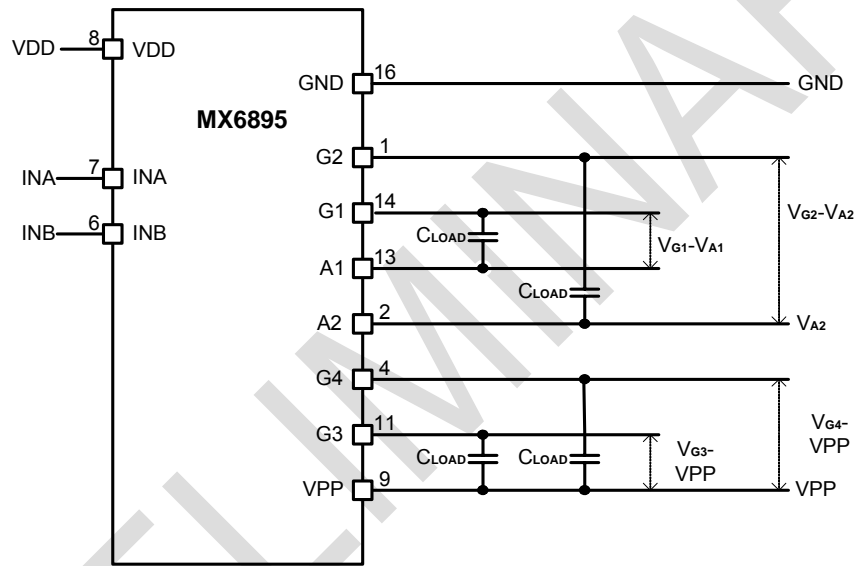 VDD 8 VDD
GND 16 GND
MX6895
G2 1
INA 7 INA
G1 14
VG2-VA2
CLOAD
VG1-VA1
INB 6 INB
A1 13
CLOAD
A2 2 VA2
G4 4
G3 11
VG4-
VPP
CLOAD CLOAD
VG3-
VPP
VPP 9 VPP
ELIMINAR